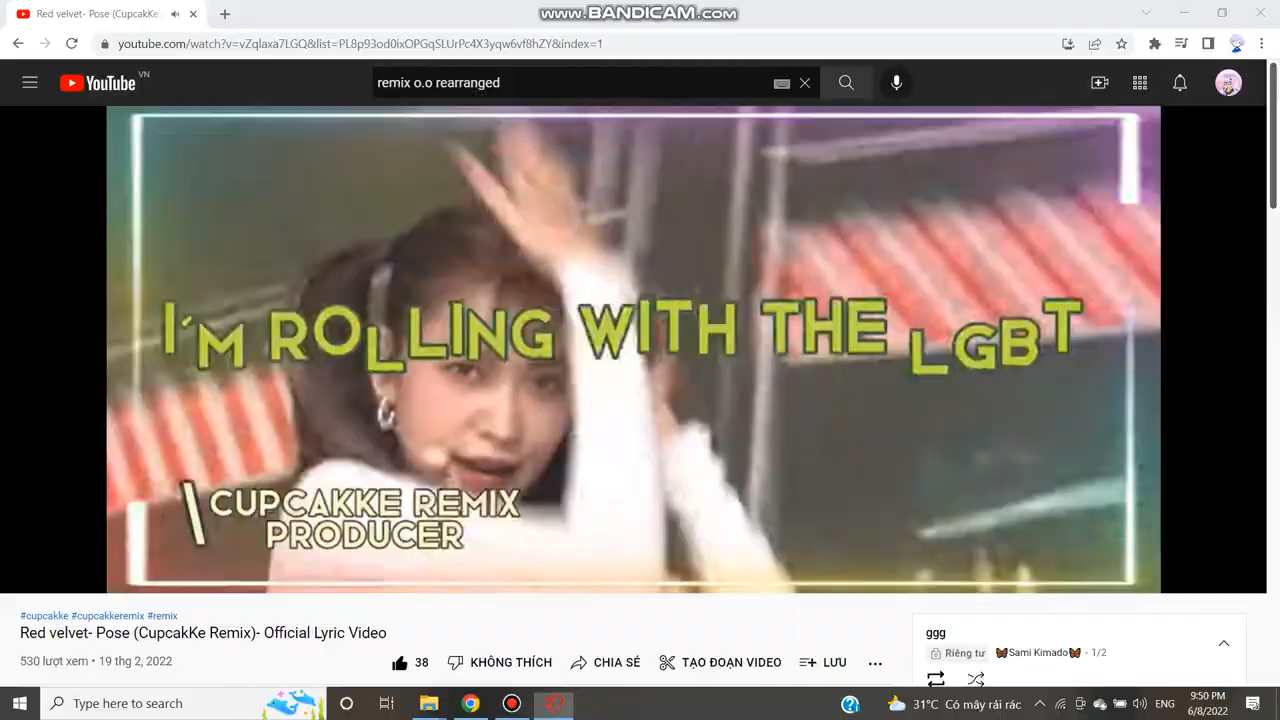 www.BANDICAM.com
Red velvet- Pose (CupcakKe
youtube.com/watch?v=vZqlaxa7LGQ&list=PL8p93od0ixOPGqSLU-Pc4X3yqw6vf8hZY&index=1
YouTube VN
remix o.o rearranged
I'M ROLLING WITH THE LGBT
\ CUPCAKKE REMIX
PRODUCER
#cupcakke #cupcakkeremix #remix
Red velvet- Pose (CupcakKe Remix)- Official Lyric Video
530 lượt xem • 19 thg 2, 2022
38 KHÔNG THÍCH CHIA SẺ TẠO ĐOẠN VIDEO LƯU
ggg
Riêng tư 🦋Sami Kimado🦋 - 1/2
Type here to search
31°C Có mây rải rác
ENG
9:50 PM
6/8/2022